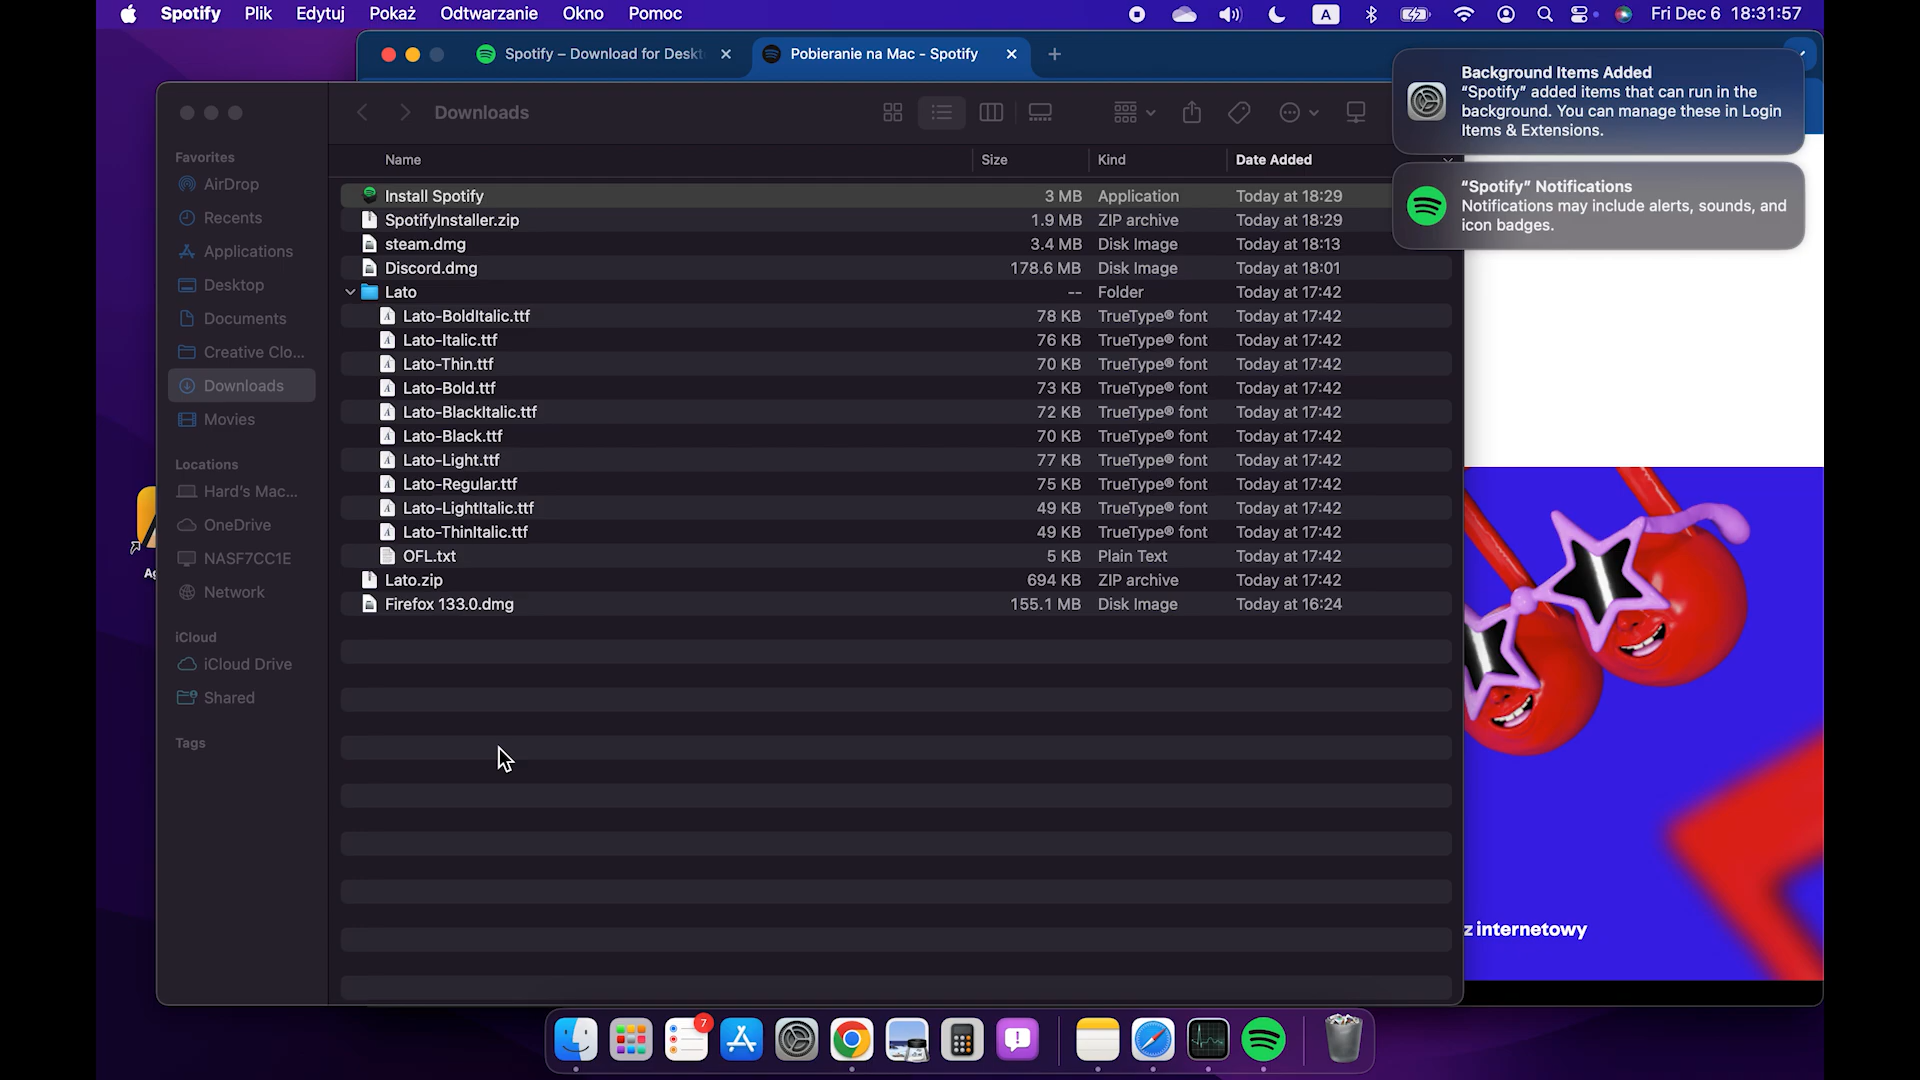 Spotify Plik Edytuj Pokaż Odtwarzanie Okno Pomoc A Fri Dec 6 18:31:57
Spotify – Download for Deskt Pobieranie na Mac - Spotify
Background Items Added
“Spotify” added items that can run in the
background. You can manage these in Login
Items & Extensions.
“Spotify” Notifications
Notifications may include alerts, sounds, and
icon badges.
Downloads
Favorites
AirDrop
Recents
Applications
Desktop
Documents
Creative Clo...
Downloads
Movies
Locations
Hard's Mac...
OneDrive
NASF7CC1E
Network
iCloud
iCloud Drive
Shared
Tags
Name Size Kind Date Added
Install Spotify 3 MB Application Today at 18:29
SpotifyInstaller.zip 1.9 MB ZIP archive Today at 18:29
steam.dmg 3.4 MB Disk Image Today at 18:13
Discord.dmg 178.6 MB Disk Image Today at 18:01
Lato -- Folder Today at 17:42
Lato-BoldItalic.ttf 78 KB TrueType® font Today at 17:42
Lato-Italic.ttf 76 KB TrueType® font Today at 17:42
Lato-Thin.ttf 70 KB TrueType® font Today at 17:42
Lato-Bold.ttf 73 KB TrueType® font Today at 17:42
Lato-BlackItalic.ttf 72 KB TrueType® font Today at 17:42
Lato-Black.ttf 70 KB TrueType® font Today at 17:42
Lato-Light.ttf 77 KB TrueType® font Today at 17:42
Lato-Regular.ttf 75 KB TrueType® font Today at 17:42
Lato-LightItalic.ttf 49 KB TrueType® font Today at 17:42
Lato-ThinItalic.ttf 49 KB TrueType® font Today at 17:42
OFL.txt 5 KB Plain Text Today at 17:42
Lato.zip 694 KB ZIP archive Today at 17:42
Firefox 133.0.dmg 155.1 MB Disk Image Today at 16:24
Ag
z internetowy
7